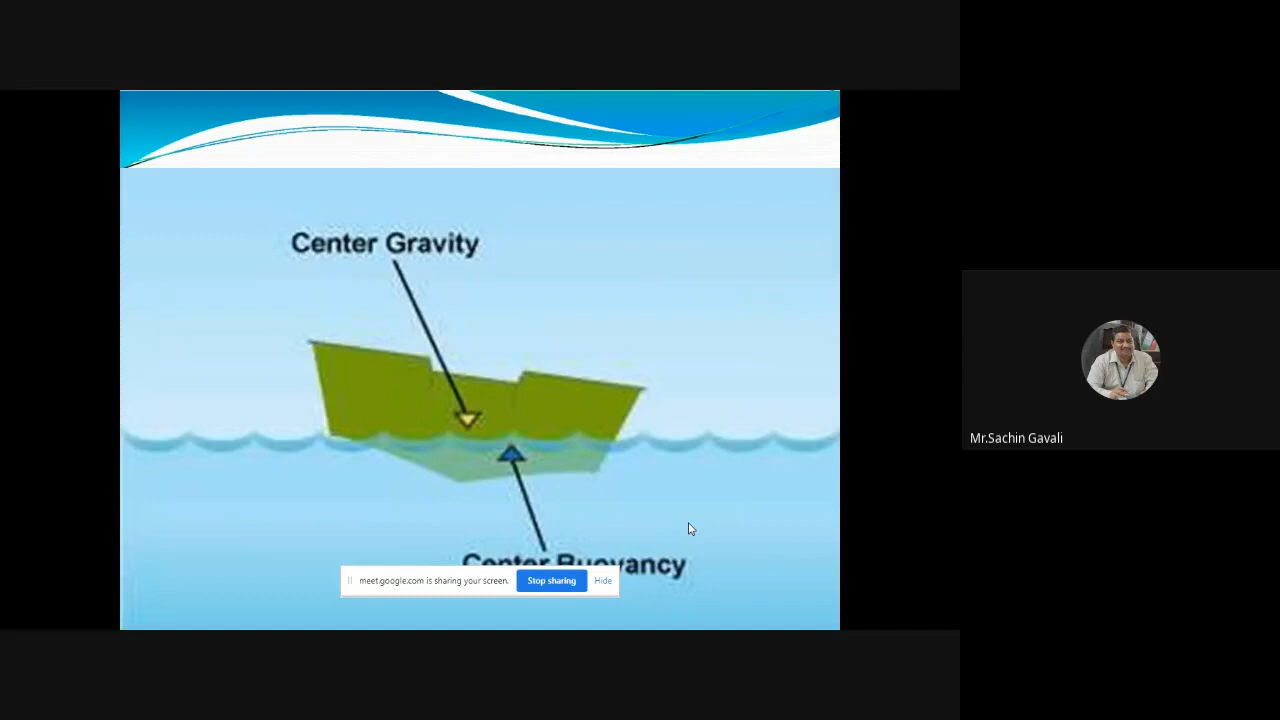 Center Gravity
Center Buoyancy
meet.google.com is sharing your screen.
Stop sharing
Hide
Mr.Sachin Gavali